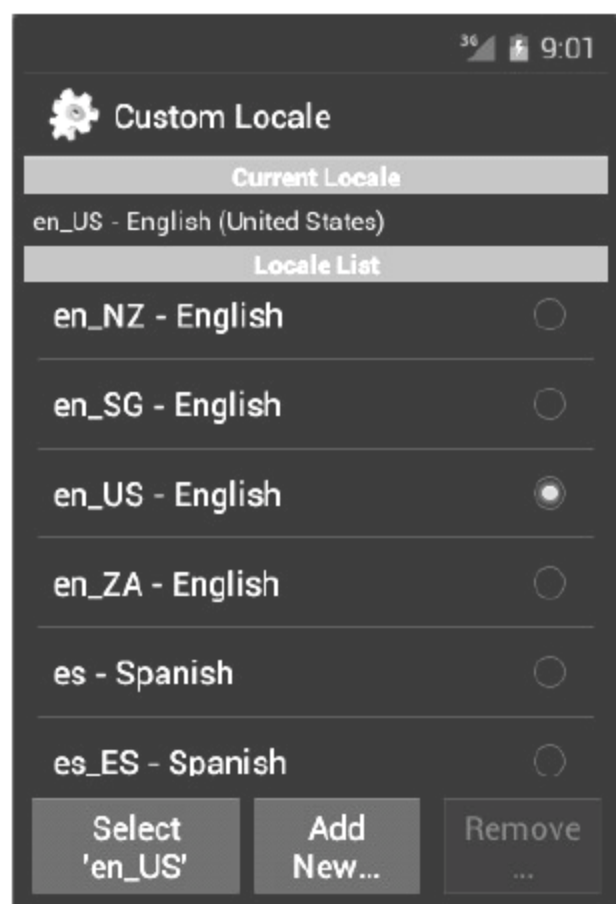 3G 9:01
Custom Locale
Current Locale
en_US - English (United States)
Locale List
en_NZ - English
en_SG - English
en_US - English
en_ZA - English
es - Spanish
es_ES - Spanish
Select
'en_US'
Add
New...
Remove
...